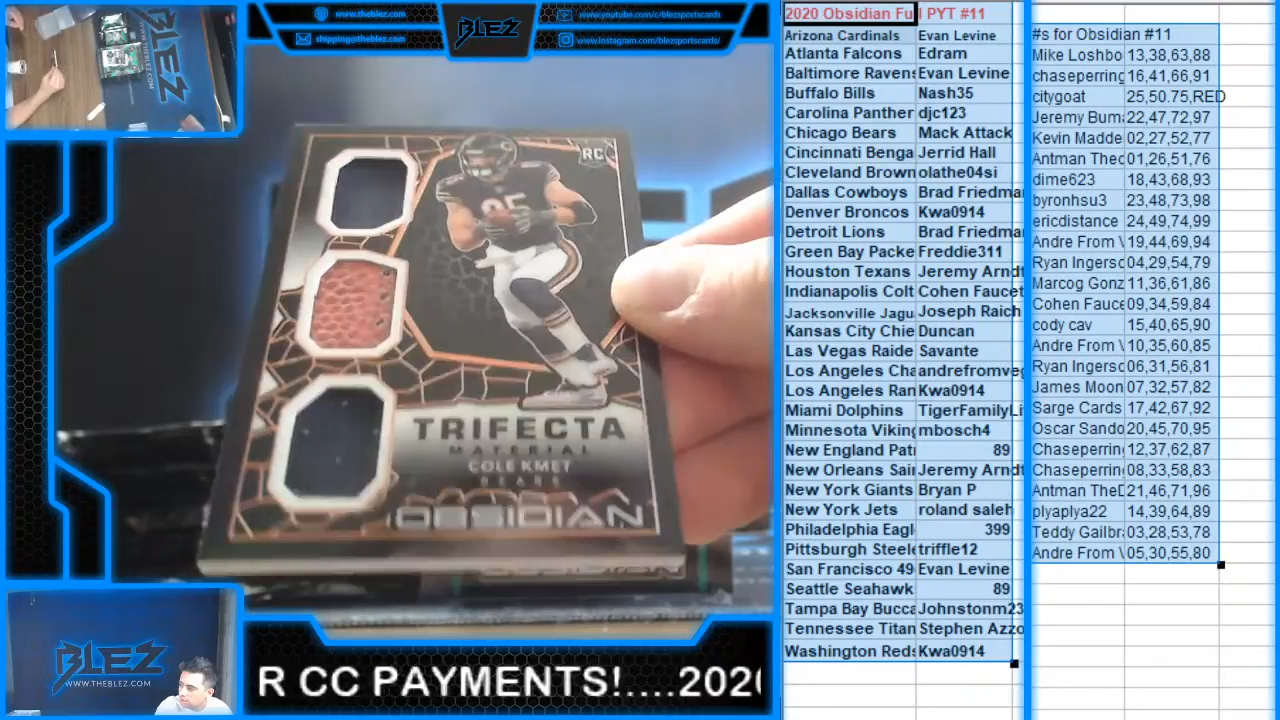 www.theblez.com
shipping@theblez.com
BLEZ
www.youtube.com/c/blezsportscards/
www.instagram.com/blezsportscards/
BLEZ
RC
85
TRIFECTA
MATERIAL
COLE KMET
BEARS
OBSIDIAN
BLEZ
WWW.THEBLEZ.COM
R CC PAYMENTS!....202
2020 Obsidian Fu l PYT #11
Arizona Cardinals Evan Levine
Atlanta Falcons Edram
Baltimore Ravens Evan Levine
Buffalo Bills Nash35
Carolina Panther djc123
Chicago Bears Mack Attack
Cincinnati Benga Jerrid Hall
Cleveland Brown olathe04si
Dallas Cowboys Brad Friedma
Denver Broncos Kwa0914
Detroit Lions Brad Friedma
Green Bay Packe Freddie311
Houston Texans Jeremy Arndt
Indianapolis Colt Cohen Faucet
Jacksonville Jagu Joseph Raich
Kansas City Chie Duncan
Las Vegas Raide Savante
Los Angeles Cha andrefromve
Los Angeles Ran Kwa0914
Miami Dolphins TigerFamilyLi
Minnesota Viking mbosch4
New England Pat 89
New Orleans Sai Jeremy Arndt
New York Giants Bryan P
New York Jets roland saleh
Philadelphia Eagl 399
Pittsburgh Steele triffle12
San Francisco 49 Evan Levine
Seattle Seahawk 89
Tampa Bay Bucca Johnstonm23
Tennessee Titan Stephen Azzo
Washington Reds Kwa0914
#s for Obsidian #11
Mike Loshbo 13,38,63,88
chaseperring 16,41,66,91
citygoat 25,50.75,RED
Jeremy Bum 22,47,72,97
Kevin Madde 02,27,52,77
Antman Theo 01,26,51,76
dime623 18,43,68,93
byronhsu3 23,48,73,98
ericdistance 24,49,74,99
Andre From V 19,44,69,94
Ryan Ingerso 04,29,54,79
Marcog Gonz 11,36,61,86
Cohen Fauce 09,34,59,84
cody cav 15,40,65,90
Andre From V 10,35,60,85
Ryan Ingerso 06,31,56,81
James Moon 07,32,57,82
Sarge Cards 17,42,67,92
Oscar Sando 20,45,70,95
Chaseperring 12,37,62,87
Chaseperring 08,33,58,83
Antman TheD 21,46,71,96
plyaplya22 14,39,64,89
Teddy Gailbr 03,28,53,78
Andre From V 05,30,55,80